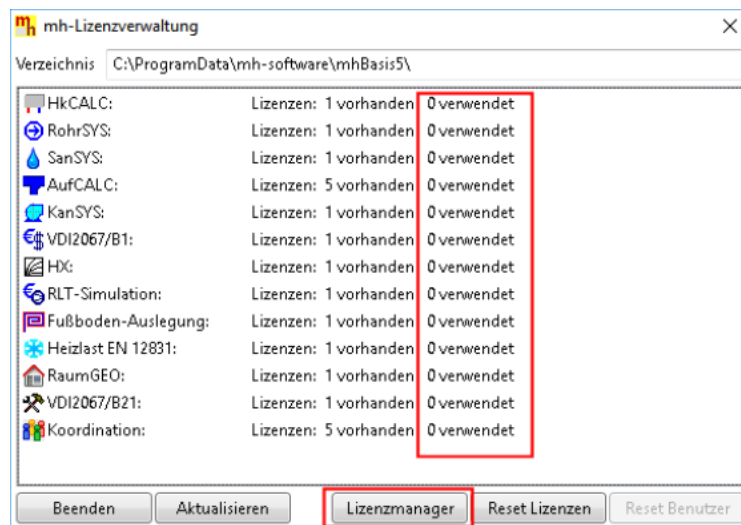 mh mh-Lizenzverwaltung
Verzeichnis C:\ProgramData\mh-software\mhBasis5\
HkCALC: Lizenzen: 1 vorhanden 0 verwendet
RohrSYS: Lizenzen: 1 vorhanden 0 verwendet
SanSYS: Lizenzen: 1 vorhanden 0 verwendet
AufCALC: Lizenzen: 5 vorhanden 0 verwendet
KanSYS: Lizenzen: 1 vorhanden 0 verwendet
€$ VDI2067/B1: Lizenzen: 1 vorhanden 0 verwendet
HX: Lizenzen: 1 vorhanden 0 verwendet
€ RLT-Simulation: Lizenzen: 1 vorhanden 0 verwendet
Fußboden-Auslegung: Lizenzen: 1 vorhanden 0 verwendet
Heizlast EN 12831: Lizenzen: 1 vorhanden 0 verwendet
RaumGEO: Lizenzen: 1 vorhanden 0 verwendet
VDI2067/B21: Lizenzen: 1 vorhanden 0 verwendet
Koordination: Lizenzen: 5 vorhanden 0 verwendet
Beenden Aktualisieren Lizenzmanager Reset Lizenzen Reset Benutzer